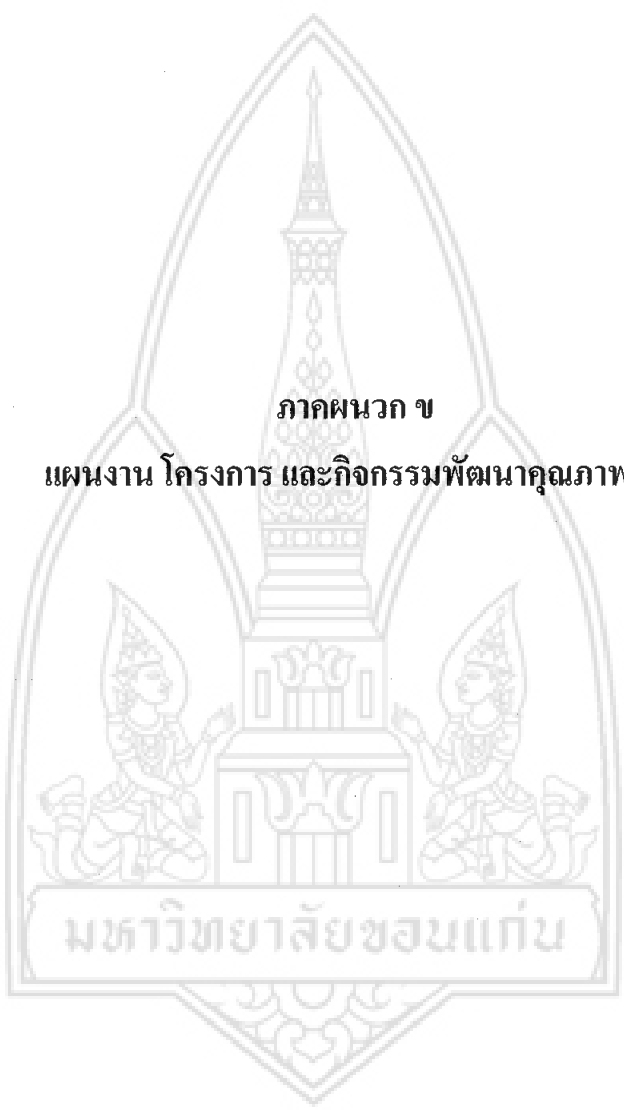 ภาคผนวก ข
แผนงาน โครงการ และกิจกรรมพัฒนาคุณภาพ
มหาวิทยาลัยขอนแก่น